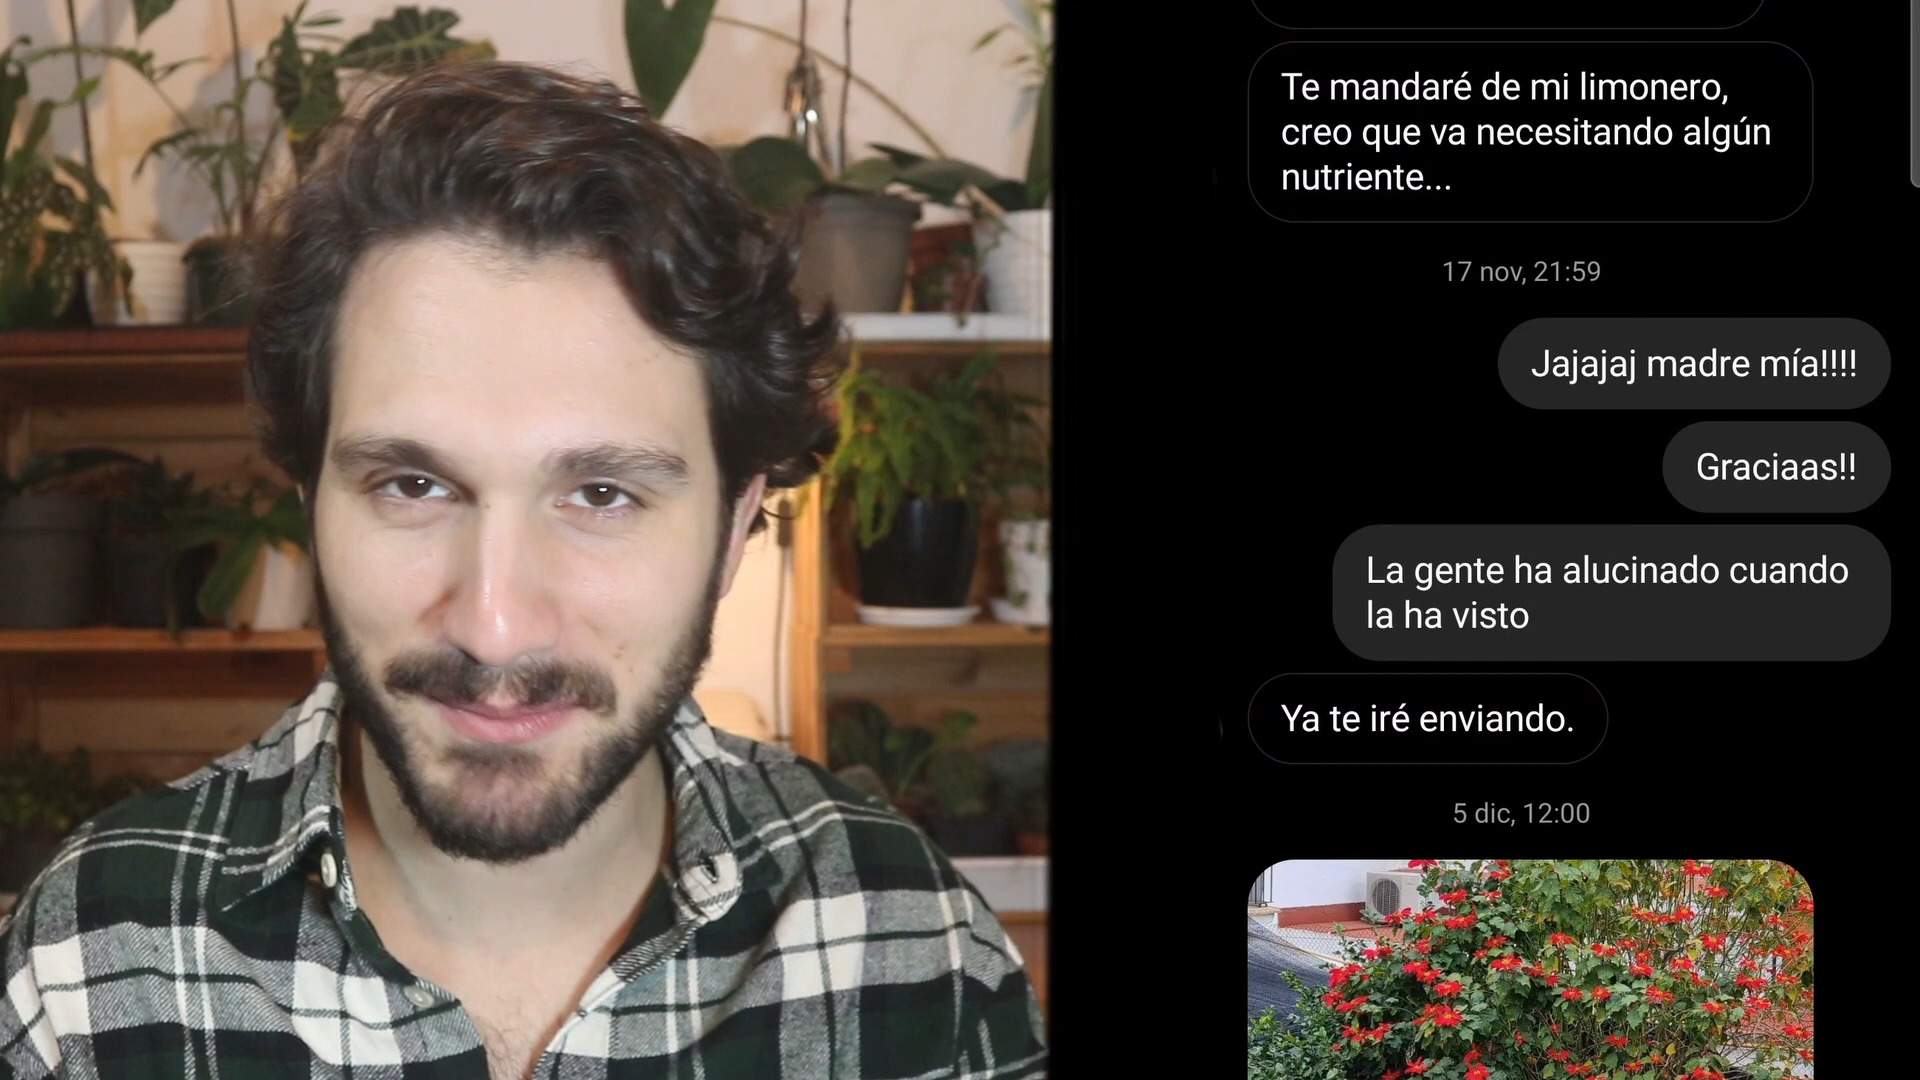 Te mandaré de mi limonero,
creo que va necesitando algún
nutriente...
17 nov, 21:59
Jajajaj madre mía!!!!
Graciaas!!
La gente ha alucinado cuando
la ha visto
Ya te iré enviando.
5 dic, 12:00